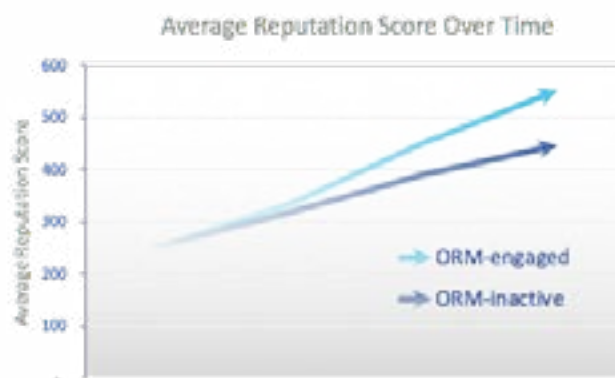 Average Reputation Score Over Time
600
500
400
300
200
100
Average Reputation Score
ORM-engaged
ORM-inactive